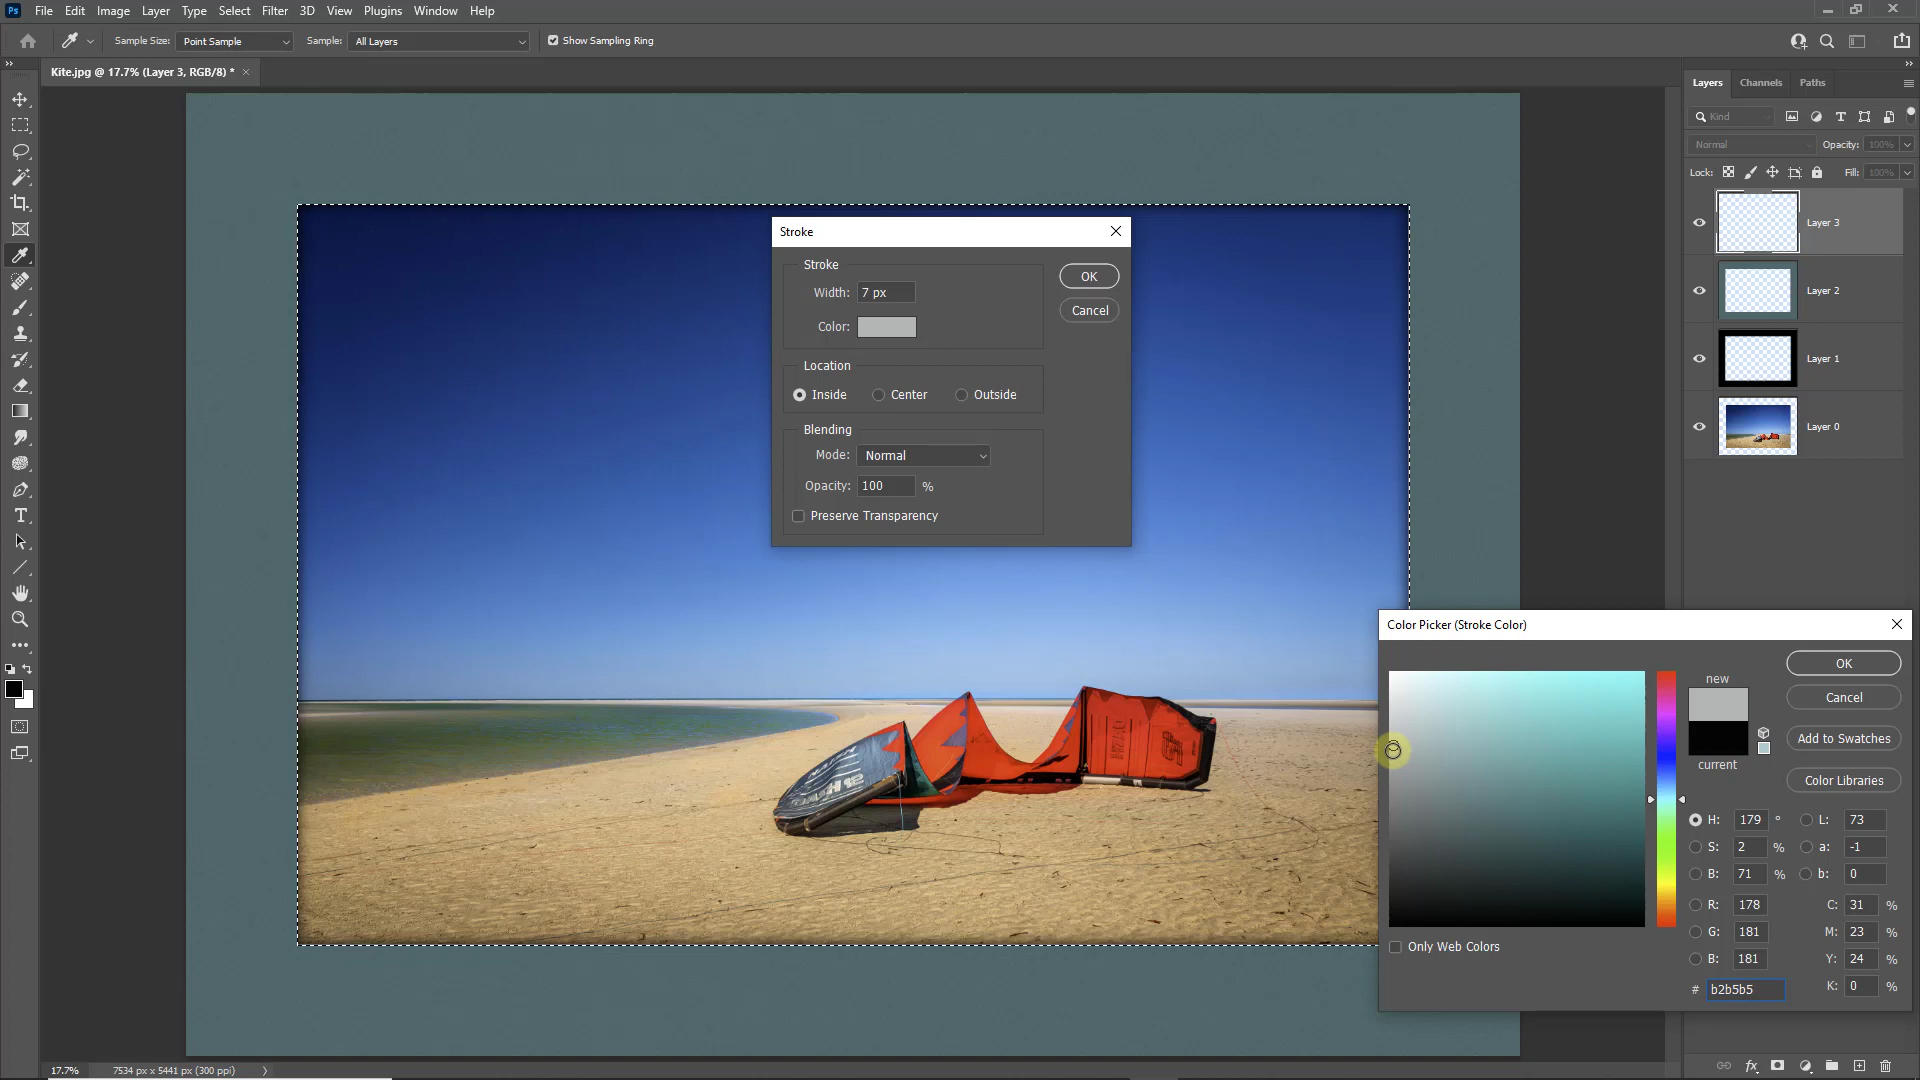 Ps File Edit Image Layer Type Select Filter 3D View Plugins Window Help
Sample Size: Point Sample Sample: All Layers Show Sampling Ring
Kite.jpg @ 17.7% (Layer 3, RGB/8) * ×
Layers Channels Paths
Kind
Normal Opacity: 100%
Lock: Fill: 100%
Layer 3
Layer 2
Layer 1
Layer 0
Stroke
Stroke
Width: 7 px
Color:
OK
Cancel
Location
Inside Center Outside
Blending
Mode: Normal
Opacity: 100 %
Preserve Transparency
Color Picker (Stroke Color)
new
current
OK
Cancel
Add to Swatches
Color Libraries
H: 179 ° L: 73
S: 2 % a: -1
B: 71 % b: 0
R: 178 C: 31 %
G: 181 M: 23 %
B: 181 Y: 24 %
# b2b5b5 K: 0 %
Only Web Colors
17.7% 7534 px x 5441 px (300 ppi)